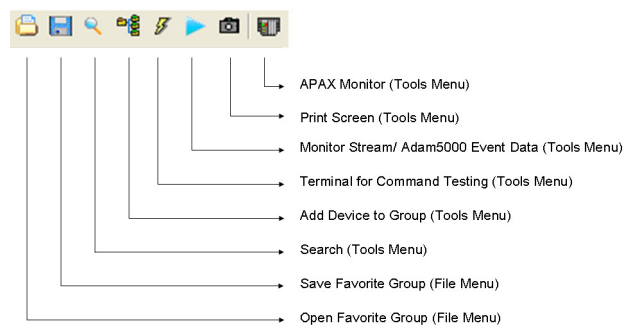 APAX Monitor (Tools Menu)
Print Screen (Tools Menu)
Monitor Stream/ Adam5000 Event Data (Tools Menu)
Terminal for Command Testing (Tools Menu)
Add Device to Group (Tools Menu)
Search (Tools Menu)
Save Favorite Group (File Menu)
Open Favorite Group (File Menu)